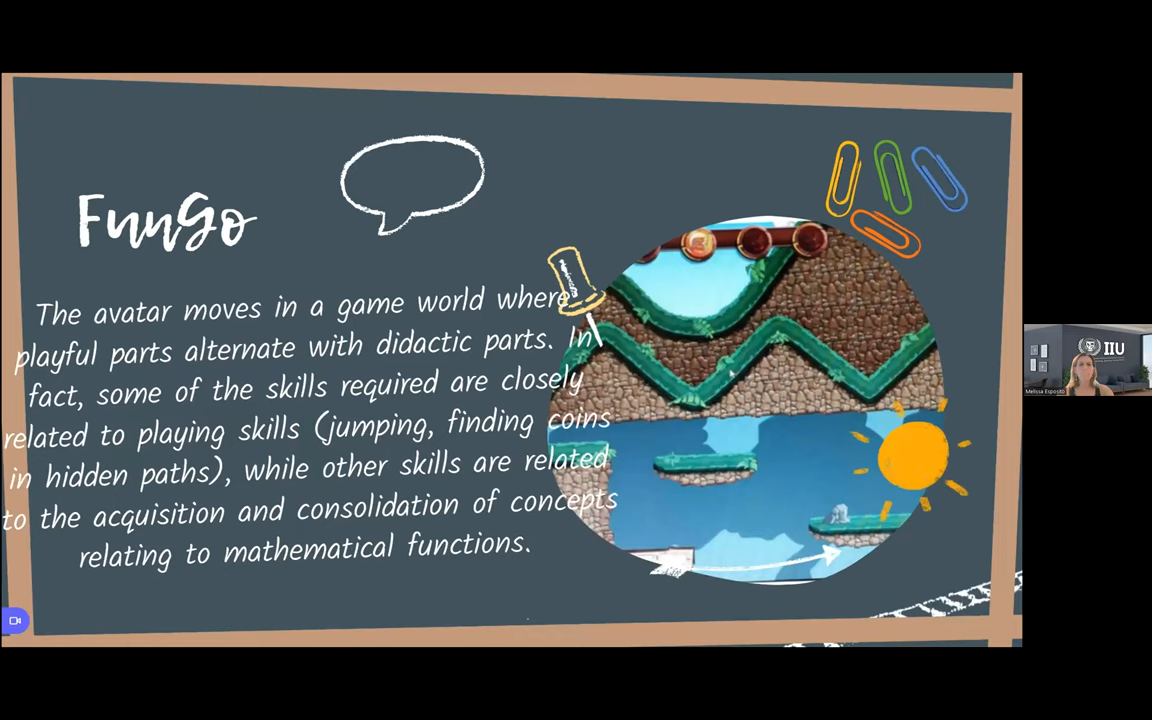 FunGo
The avatar moves in a game world where
playful parts alternate with didactic parts. In
fact, some of the skills required are closely
related to playing skills (jumping, finding coins
in hidden paths), while other skills are related
to the acquisition and consolidation of concepts
relating to mathematical functions.
IIU
Melissa Esposito